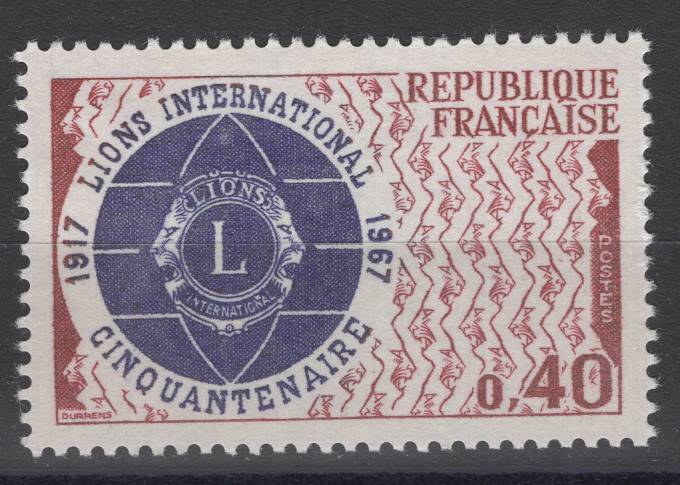 REPUBLIQUE
FRANÇAISE
1917 LIONS INTERNATIONAL 1967
LIONS
L
INTERNATIONAL
CINQUANTENAIRE
POSTES
0,40
DURRENS